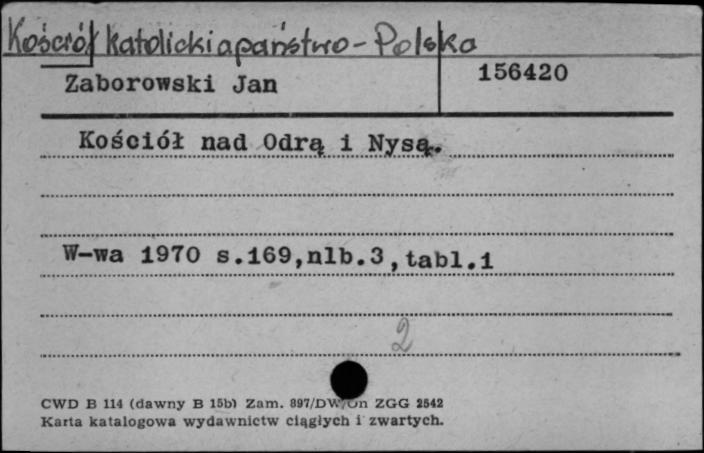 Kościół katolicki a państwo - Polska
Zaborowski Jan
156420
Kościół nad Odrą i Nysą.
W-wa 1970 s.169,nlb.3,tabl.1
2
CWD B 114 (dawny B 15b) Zam. 897/DW/Un ZGG 2542
Karta katalogowa wydawnictw ciągłych i zwartych.